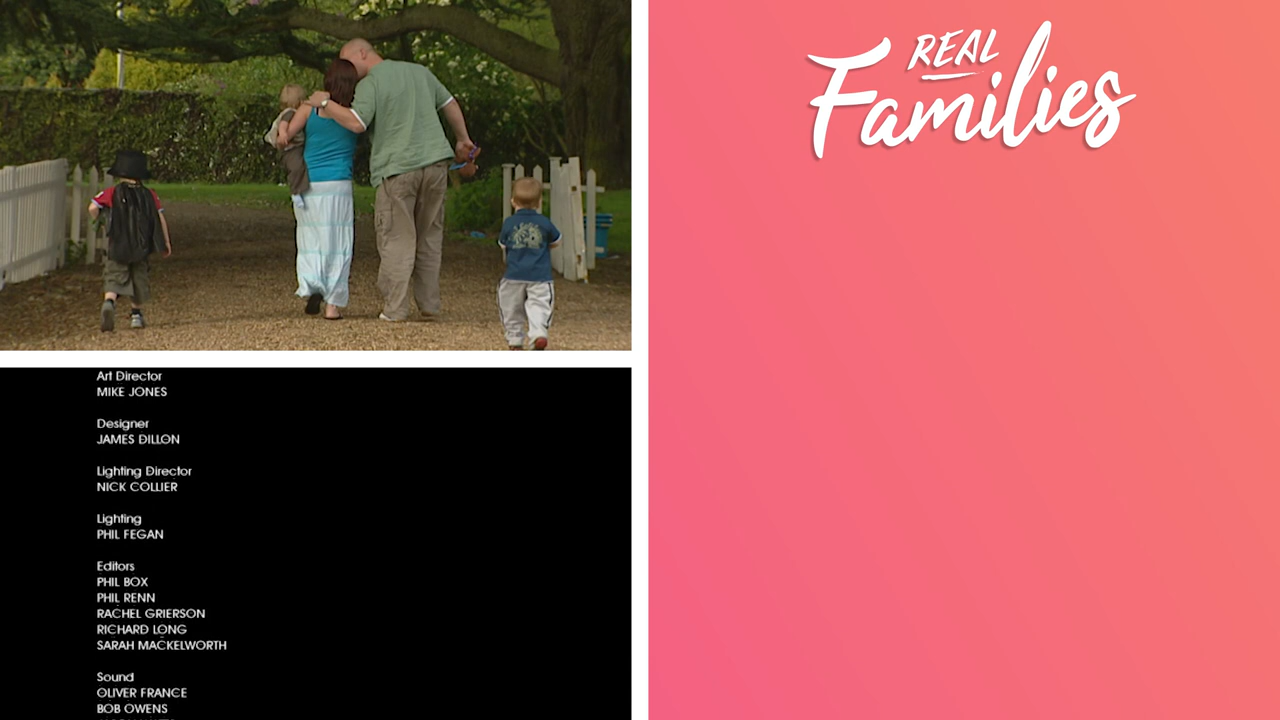 REAL
Families
Art Director
MIKE JONES
Designer
JAMES DILLON
Lighting Director
NICK COLLIER
Lighting
PHIL FEGAN
Editors
PHIL BOX
PHIL RENN
RACHEL GRIERSON
RICHARD LONG
SARAH MACKELWORTH
Sound
OLIVER FRANCE
BOB OWENS